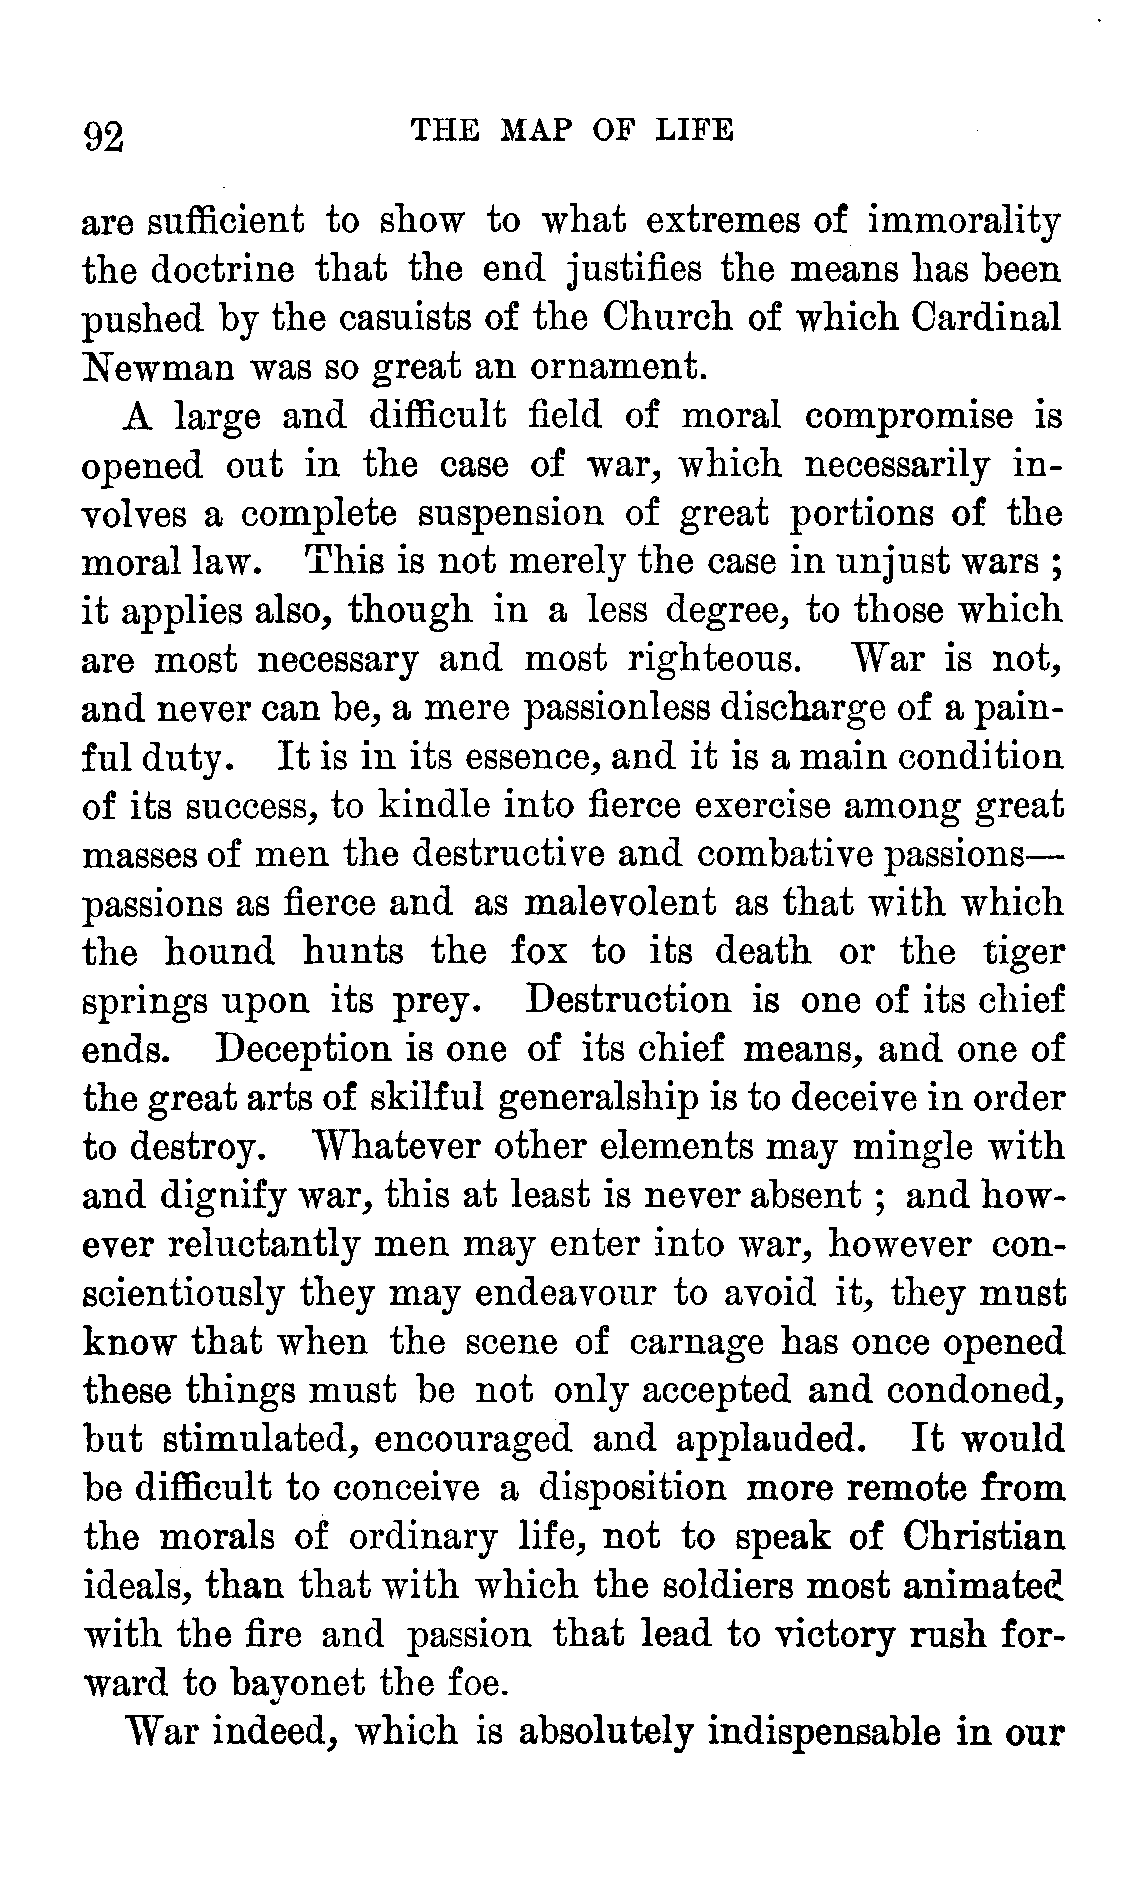 92 THE MAP OF LIFE
are sufficient to show to what extremes of immorality
the doctrine that the end justifies the means has been
pushed by the casuists of the Church of which Cardinal
Newman was so great an ornament.
A large and difficult field of moral compromise is
opened out in the case of war, which necessarily in-
volves a complete suspension of great portions of the
moral law. This is not merely the case in unjust wars ;
it applies also, though in a less degree, to those which
are most necessary and most righteous. War is not,
and never can be, a mere passionless discharge of a pain-
ful duty. It is in its essence, and it is a main condition
of its success, to kindle into fierce exercise among great
masses of men the destructive and combative passions—
passions as fierce and as malevolent as that with which
the hound hunts the fox to its death or the tiger
springs upon its prey. Destruction is one of its chief
ends. Deception is one of its chief means, and one of
the great arts of skilful generalship is to deceive in order
to destroy. Whatever other elements may mingle with
and dignify war, this at least is never absent ; and how-
ever reluctantly men may enter into war, however con-
scientiously they may endeavour to avoid it, they must
know that when the scene of carnage has once opened
these things must be not only accepted and condoned,
but stimulated, encouraged and applauded. It would
be difficult to conceive a disposition more remote from
the morals of ordinary life, not to speak of Christian
ideals, than that with which the soldiers most animated
with the fire and passion that lead to victory rush for-
ward to bayonet the foe.
War indeed, which is absolutely indispensable in our